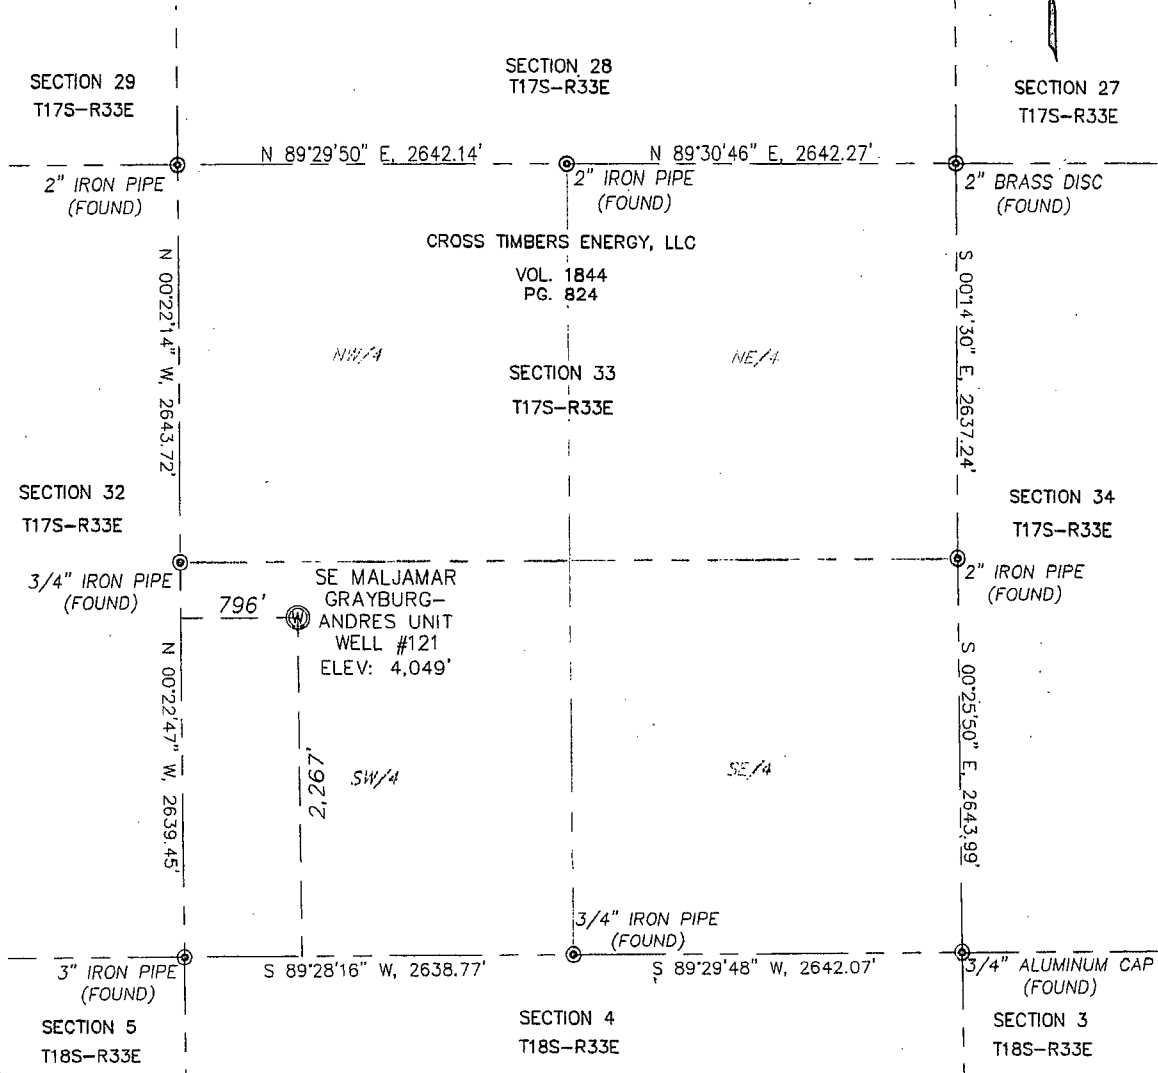 SECTION 29
T17S-R33E
SECTION 28
T17S-R33E
SECTION 27
T17S-R33E
N 89°29'50" E, 2642.14'
N 89°30'46" E, 2642.27'
2" IRON PIPE
(FOUND)
2" IRON PIPE
(FOUND)
2" BRASS DISC
(FOUND)
CROSS TIMBERS ENERGY, LLC
VOL. 1844
PG. 824
N 00°22'14" W, 2643.72'
S 00°14'30" E, 2637.24'
NW/4
NE/4
SECTION 33
T17S-R33E
SECTION 32
T17S-R33E
SECTION 34
T17S-R33E
3/4" IRON PIPE
(FOUND)
2" IRON PIPE
(FOUND)
796'
W
SE MALJAMAR
GRAYBURG-
ANDRES UNIT
WELL #121
ELEV: 4,049'
N 00°22'47" W, 2639.45'
2,267'
S 00°25'50" E, 2643.99'
SW/4
SE/4
3/4" IRON PIPE
(FOUND)
3" IRON PIPE
(FOUND)
S 89°28'16" W, 2638.77'
S 89°29'48" W, 2642.07'
3/4" ALUMINUM CAP
(FOUND)
SECTION 5
T18S-R33E
SECTION 4
T18S-R33E
SECTION 3
T18S-R33E